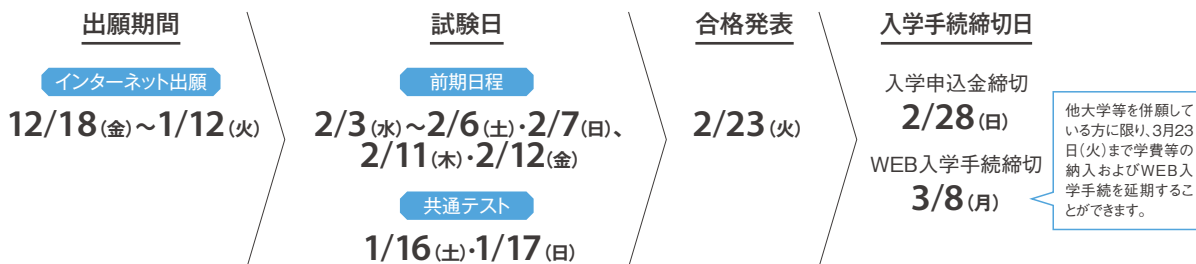 出願期間
インターネット出願
12/18(金)～1/12(火)
試験日
前期日程
2/3(水)～2/6(土)・2/7(日)、
2/11(木)・2/12(金)
共通テスト
1/16(土)・1/17(日)
合格発表
2/23(火)
入学手続締切日
入学申込金締切
2/28(日)
WEB入学手続締切
3/8(月)
他大学等を併願して
いる方に限り、3月23
日(火)まで学費等の
納入およびWEB入
学手続を延期するこ
とができます。